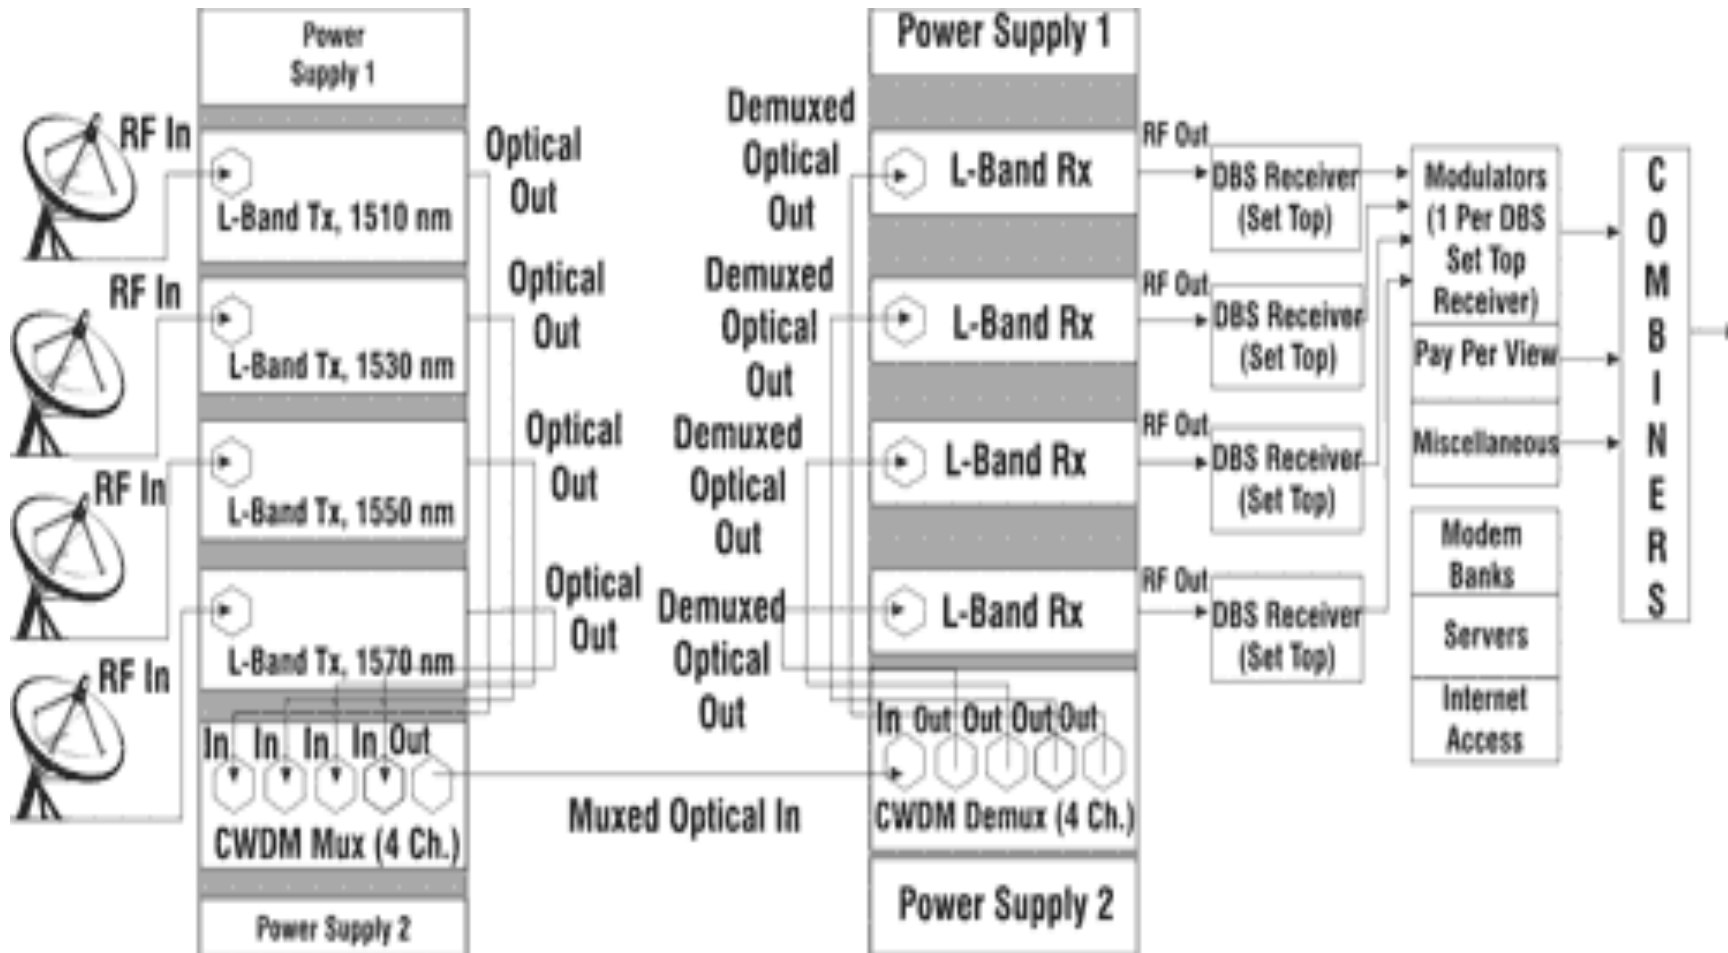 Power
Supply 1
RF In
L-Band Tx, 1510 nm
Optical
Out
RF In
L-Band Tx, 1530 nm
Optical
Out
RF In
L-Band Tx, 1550 nm
Optical
Out
RF In
L-Band Tx, 1570 nm
Optical
Out
In In In In Out
CWDM Mux (4 Ch.)
Power Supply 2
Muxed Optical In
Power Supply 1
Demuxed
Optical
Out
L-Band Rx
RF Out
Demuxed
Optical
Out
L-Band Rx
RF Out
Demuxed
Optical
Out
L-Band Rx
RF Out
Demuxed
Optical
Out
L-Band Rx
RF Out
In Out Out Out Out
CWDM Demux (4 Ch.)
Power Supply 2
DBS Receiver
(Set Top)
DBS Receiver
(Set Top)
DBS Receiver
(Set Top)
DBS Receiver
(Set Top)
Modulators
(1 Per DBS
Set Top
Receiver)
Pay Per View
Miscellaneous
Modem
Banks
Servers
Internet
Access
COMBINERS